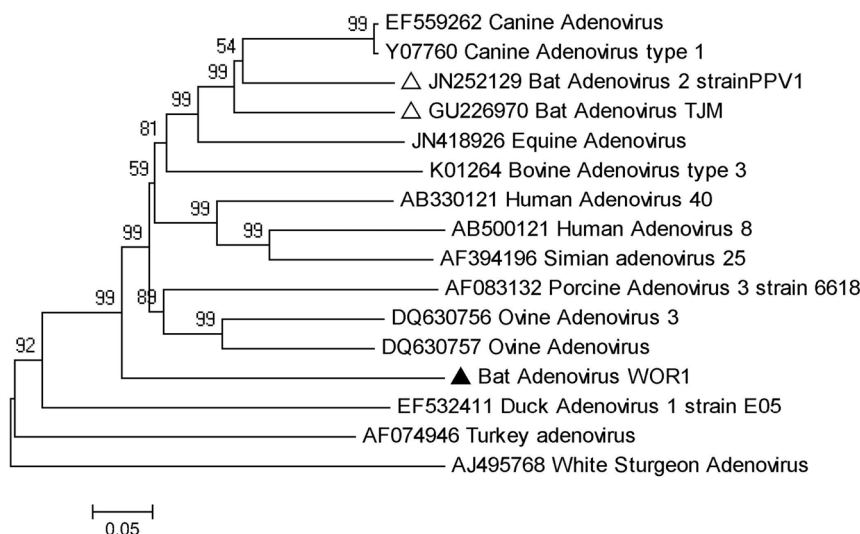 99 EF559262 Canine Adenovirus
Y07760 Canine Adenovirus type 1
54
99 JN252129 Bat Adenovirus 2 strainPPV1
99 GU226970 Bat Adenovirus TJM
81 JN418926 Equine Adenovirus
59 K01264 Bovine Adenovirus type 3
99 AB330121 Human Adenovirus 40
99 99 AB500121 Human Adenovirus 8
AF394196 Simian adenovirus 25
99 89 AF083132 Porcine Adenovirus 3 strain 6618
99 DQ630756 Ovine Adenovirus 3
92 DQ630757 Ovine Adenovirus
Bat Adenovirus WOR1
EF532411 Duck Adenovirus 1 strain E05
AF074946 Turkey adenovirus
AJ495768 White Sturgeon Adenovirus
0.05